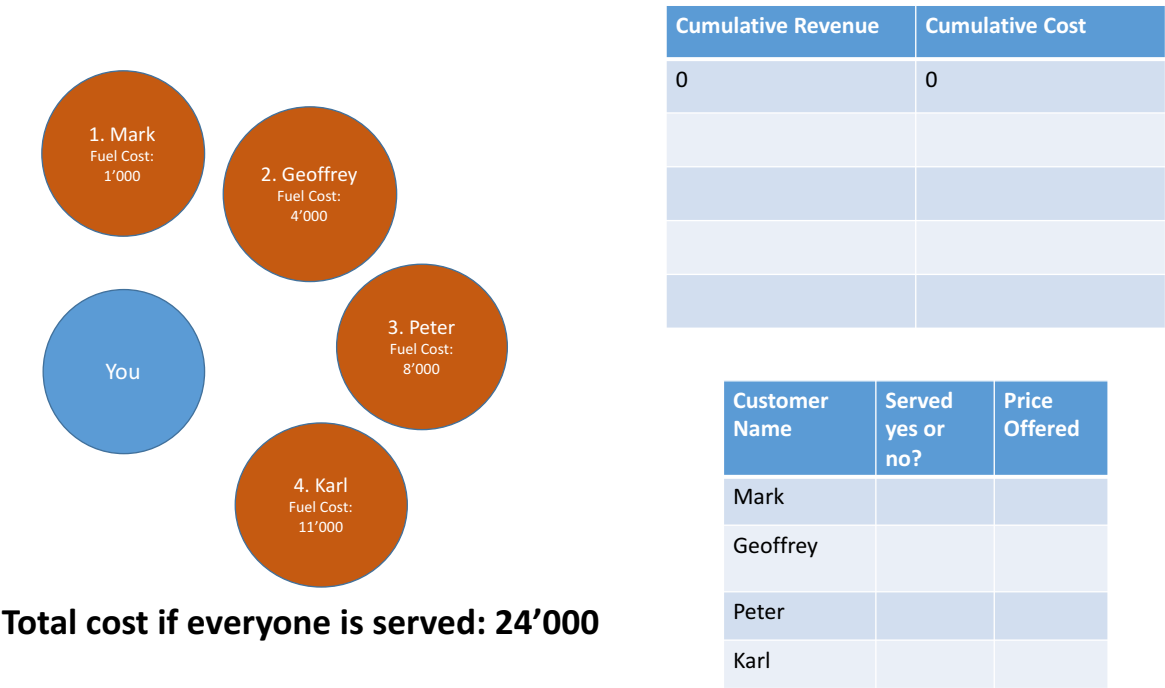 1. Mark
Fuel Cost:
1’000
2. Geoffrey
Fuel Cost:
4’000
3. Peter
Fuel Cost:
8’000
You
4. Karl
Fuel Cost:
11’000
Total cost if everyone is served: 24’000
Cumulative Revenue Cumulative Cost
0 0
Customer Name Served yes or no? Price Offered
Mark
Geoffrey
Peter
Karl